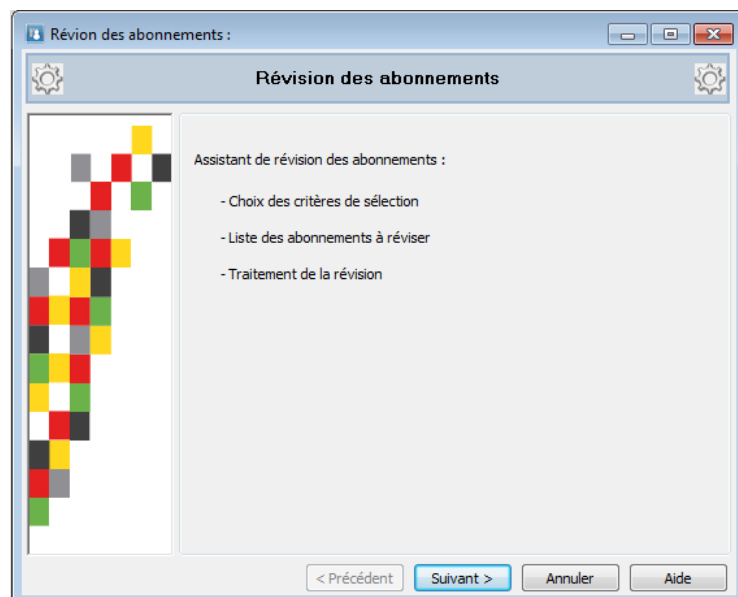 Révion des abonnements :
Révision des abonnements
Assistant de révision des abonnements :
- Choix des critères de sélection
- Liste des abonnements à réviser
- Traitement de la révision
< Précédent Suivant > Annuler Aide